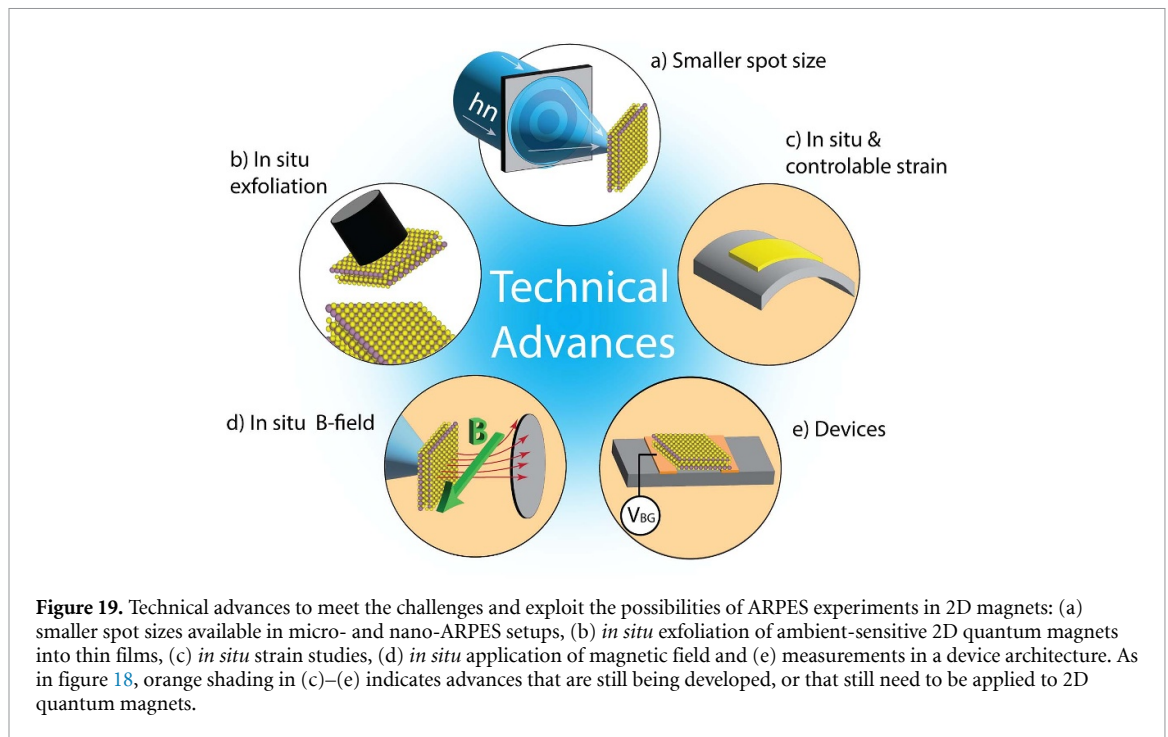 a) Smaller spot size
hn
b) In situ
exfoliation
c) In situ &
controlable strain
Technical
Advances
d) In situ B-field
B
e) Devices
VBG
Figure 19. Technical advances to meet the challenges and exploit the possibilities of ARPES experiments in 2D magnets: (a)
smaller spot sizes available in micro- and nano-ARPES setups, (b) in situ exfoliation of ambient-sensitive 2D quantum magnets
into thin films, (c) in situ strain studies, (d) in situ application of magnetic field and (e) measurements in a device architecture. As
in figure 18, orange shading in (c)–(e) indicates advances that are still being developed, or that still need to be applied to 2D
quantum magnets.